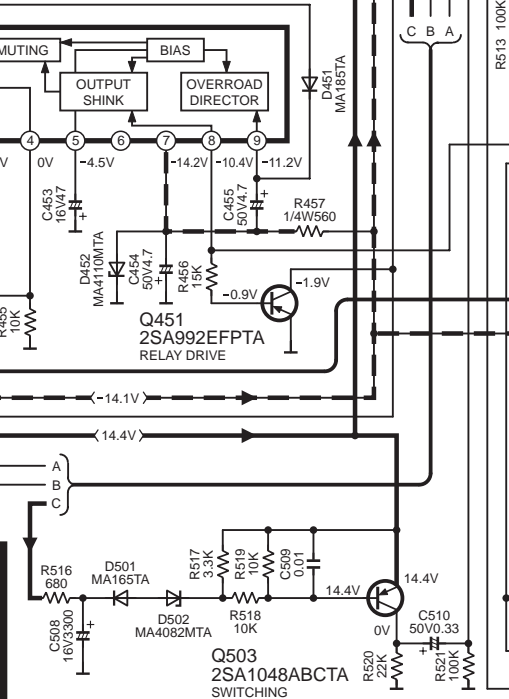 C B A
R513 100K
MUTING
BIAS
OUTPUT
SHINK
OVERROAD
DIRECTOR
D451
MA185TA
4 5 6 7 8 9
V 0V −4.5V −14.2V −10.4V −11.2V
C453
16V47
+
C455
50V4.7
+
R457
1/4W560
D452
MA4110MTA
C454
50V4.7
+
R456
15K
−1.9V
−0.9V
R455
10K
Q451
2SA992EFPTA
RELAY DRIVE
−14.1V
14.4V
A
B
C
R516
680
D501
MA165TA
R517
3.3K
R519
10K
C509
0.01
C508
16V3300
+
D502
MA4082MTA
R518
10K
14.4V
14.4V
0V
C510
50V0.33
+
Q503
2SA1048ABCTA
SWITCHING
R520
22K
R521
100K